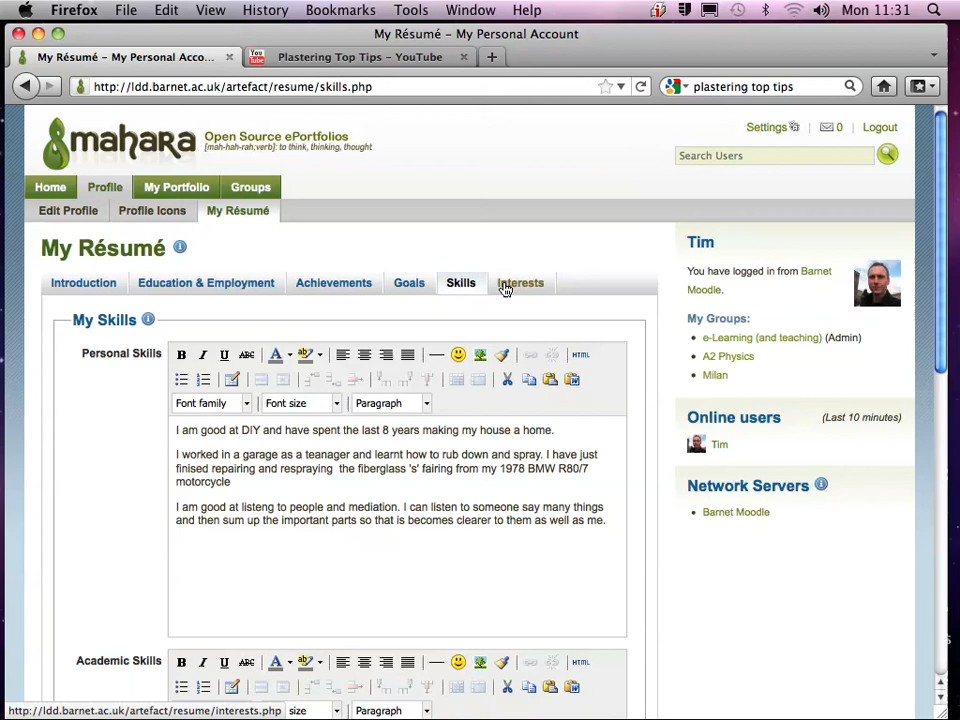 Firefox File Edit View History Bookmarks Tools Window Help Mon 11:31
My Résumé – My Personal Account
My Résumé – My Personal Acco... Plastering Top Tips – YouTube
http://ldd.barnet.ac.uk/artefact/resume/skills.php plastering top tips
mahara Open Source ePortfolios
[mah-hah-rah;verb]: to think, thinking, thought
Settings 0 Logout
Search Users
Home Profile My Portfolio Groups
Edit Profile Profile Icons My Résumé
My Résumé
Introduction Education & Employment Achievements Goals Skills Interests
My Skills
Personal Skills
B I U ABC A ab HTML
Font family Font size Paragraph
I am good at DIY and have spent the last 8 years making my house a home.
I worked in a garage as a teanager and learnt how to rub down and spray. I have just
finised repairing and respraying the fiberglass 's' fairing from my 1978 BMW R80/7
motorcycle
I am good at listeng to people and mediation. I can listen to someone say many things
and then sum up the important parts so that is becomes clearer to them as well as me.
Academic Skills
B I U ABC A ab HTML
size Paragraph
Tim
You have logged in from Barnet
Moodle.
My Groups:
e-Learning (and teaching) (Admin)
A2 Physics
Milan
Online users (Last 10 minutes)
Tim
Network Servers
Barnet Moodle
http://ldd.barnet.ac.uk/artefact/resume/interests.php